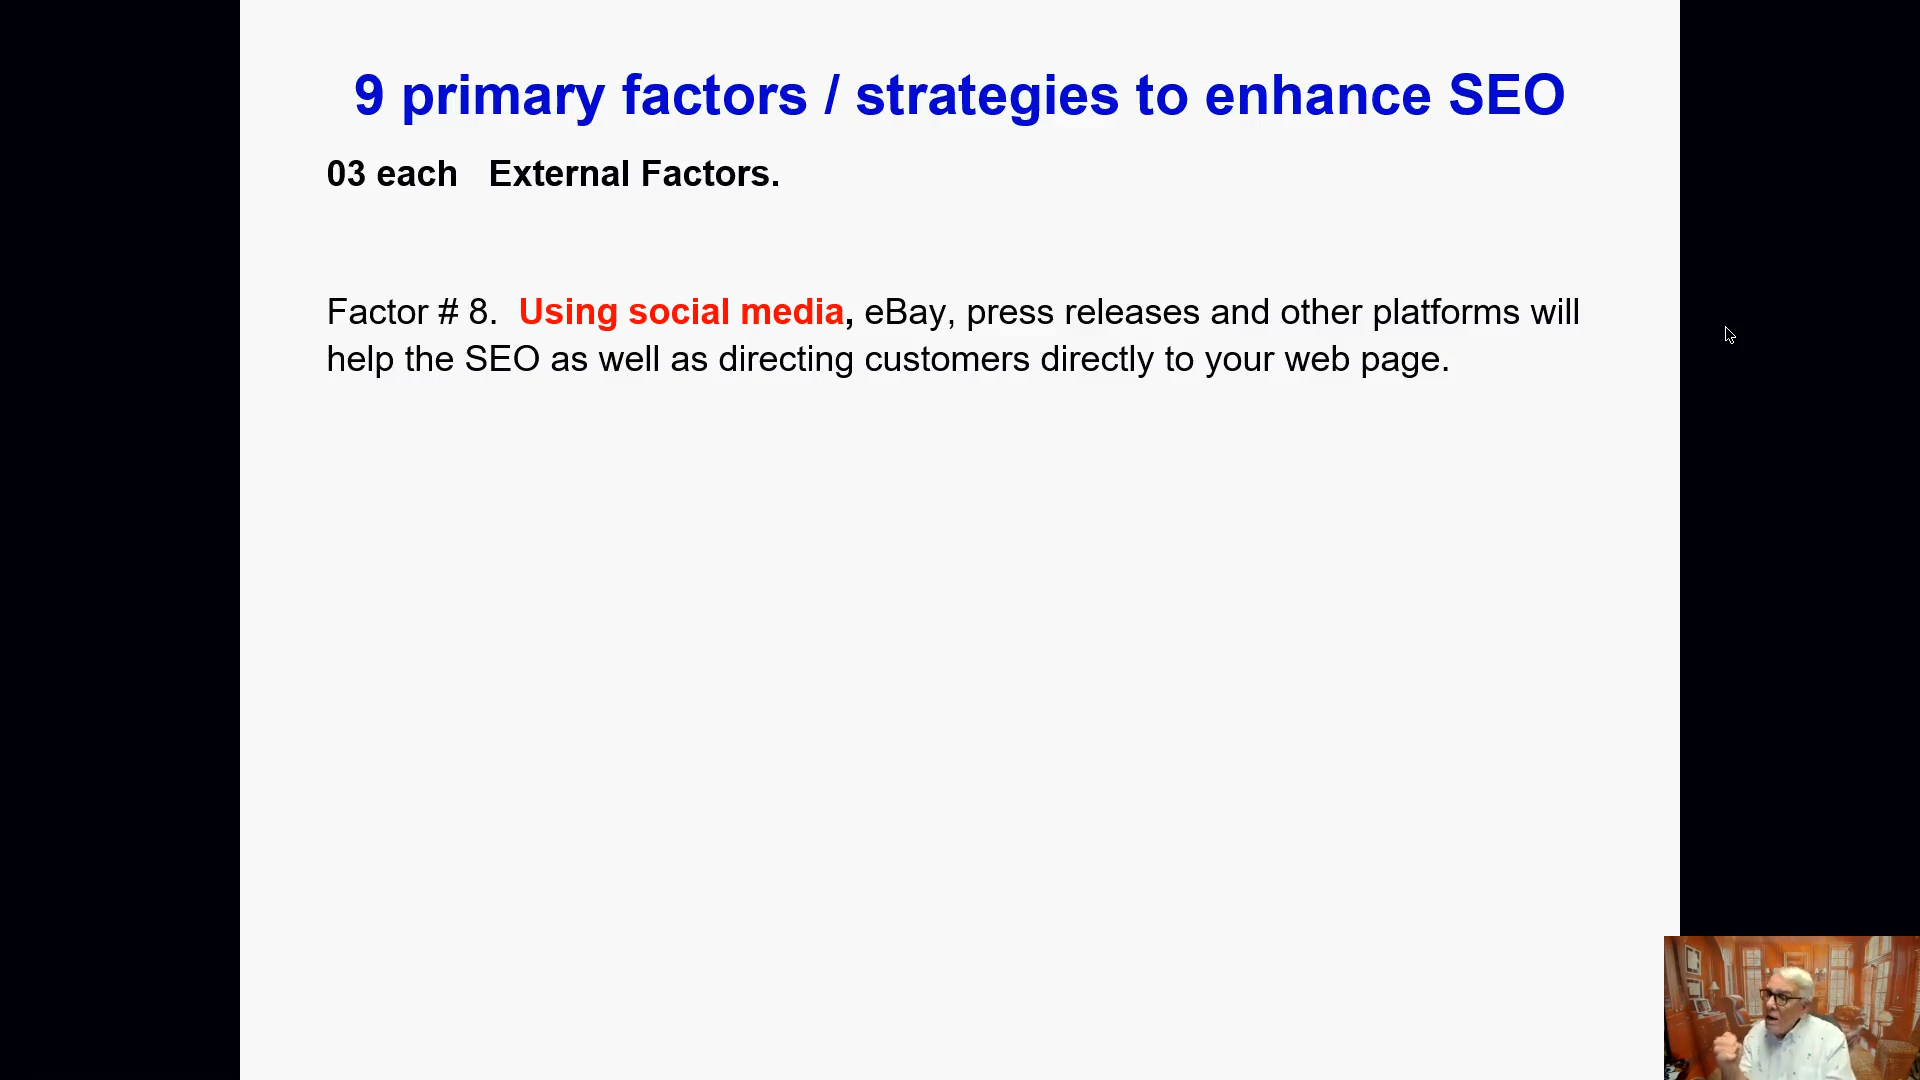 9 primary factors / strategies to enhance SEO
03 each   External Factors.
Factor # 8.  Using social media, eBay, press releases and other platforms will
help the SEO as well as directing customers directly to your web page.